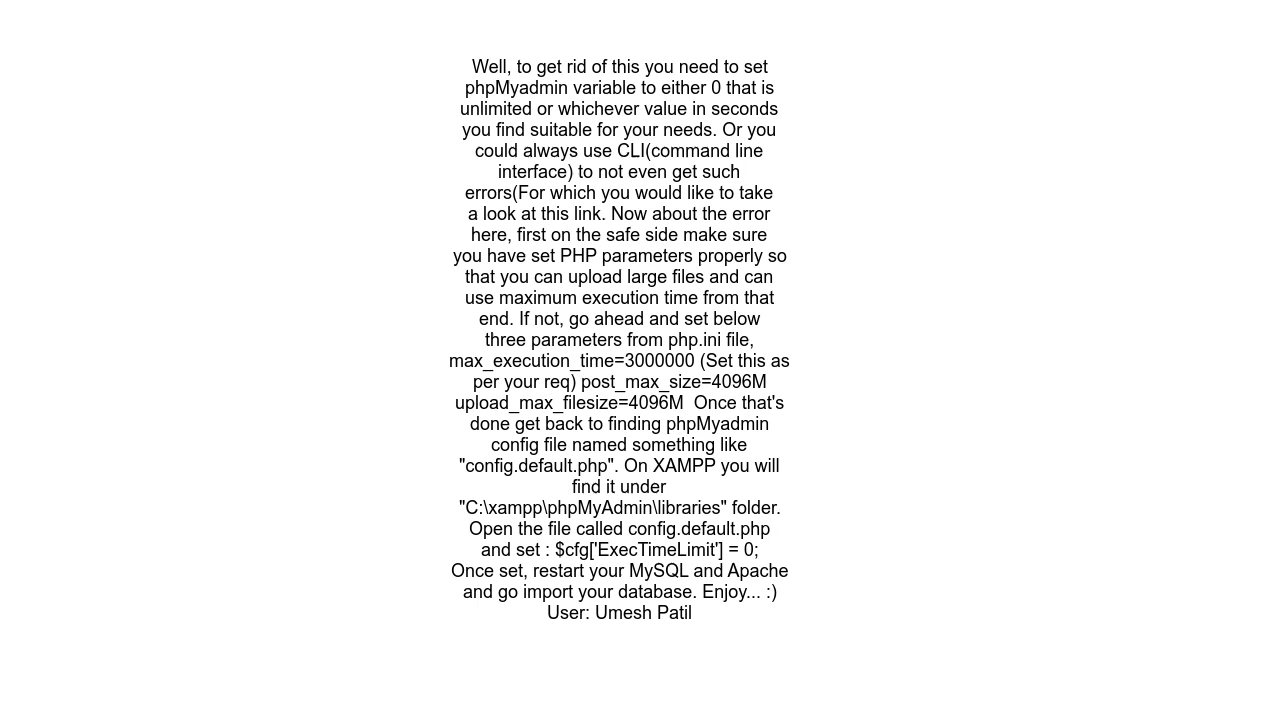 Well, to get rid of this you need to set
phpMyadmin variable to either 0 that is
unlimited or whichever value in seconds
you find suitable for your needs. Or you
could always use CLI(command line
interface) to not even get such
errors(For which you would like to take
a look at this link. Now about the error
here, first on the safe side make sure
you have set PHP parameters properly so
that you can upload large files and can
use maximum execution time from that
end. If not, go ahead and set below
three parameters from php.ini file,
max_execution_time=3000000 (Set this as
per your req) post_max_size=4096M
upload_max_filesize=4096M  Once that's
done get back to finding phpMyadmin
config file named something like
"config.default.php". On XAMPP you will
find it under
"C:\xampp\phpMyAdmin\libraries" folder.
Open the file called config.default.php
and set : $cfg['ExecTimeLimit'] = 0;
Once set, restart your MySQL and Apache
and go import your database. Enjoy... :)
User: Umesh Patil